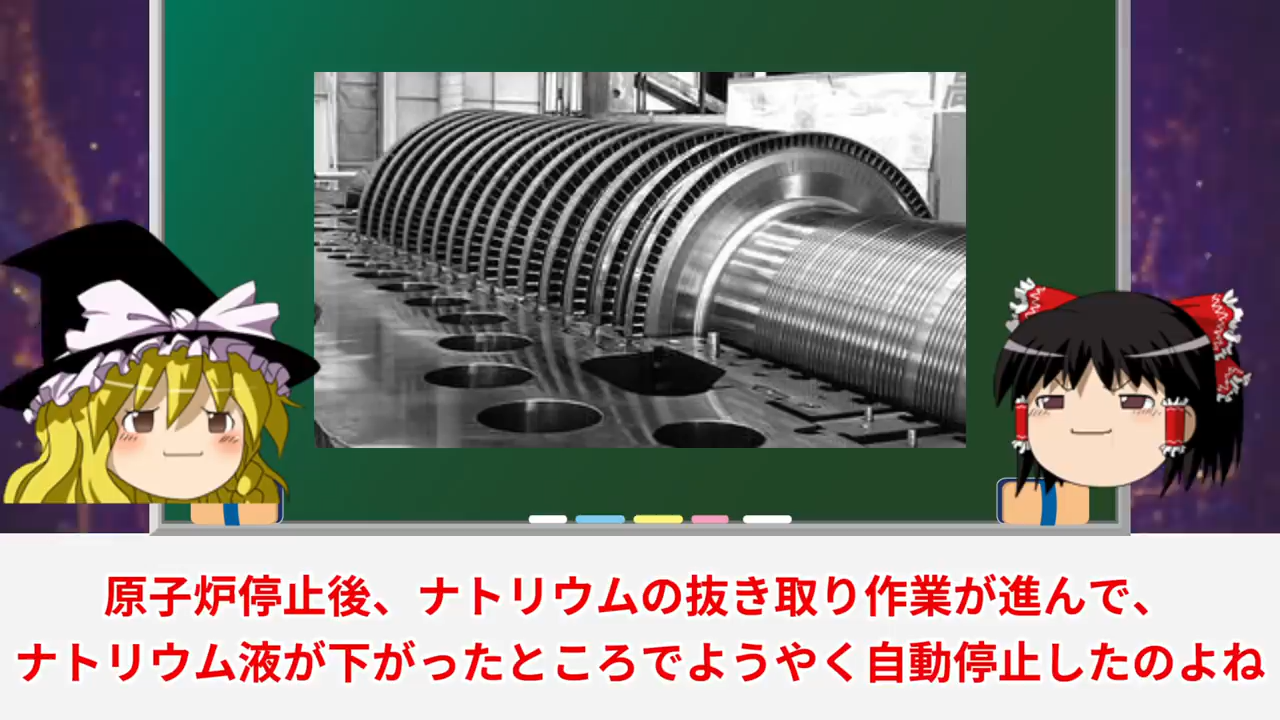 原子炉停止後、ナトリウムの抜き取り作業が進んで、
ナトリウム液が下がったところでようやく自動停止したのよね